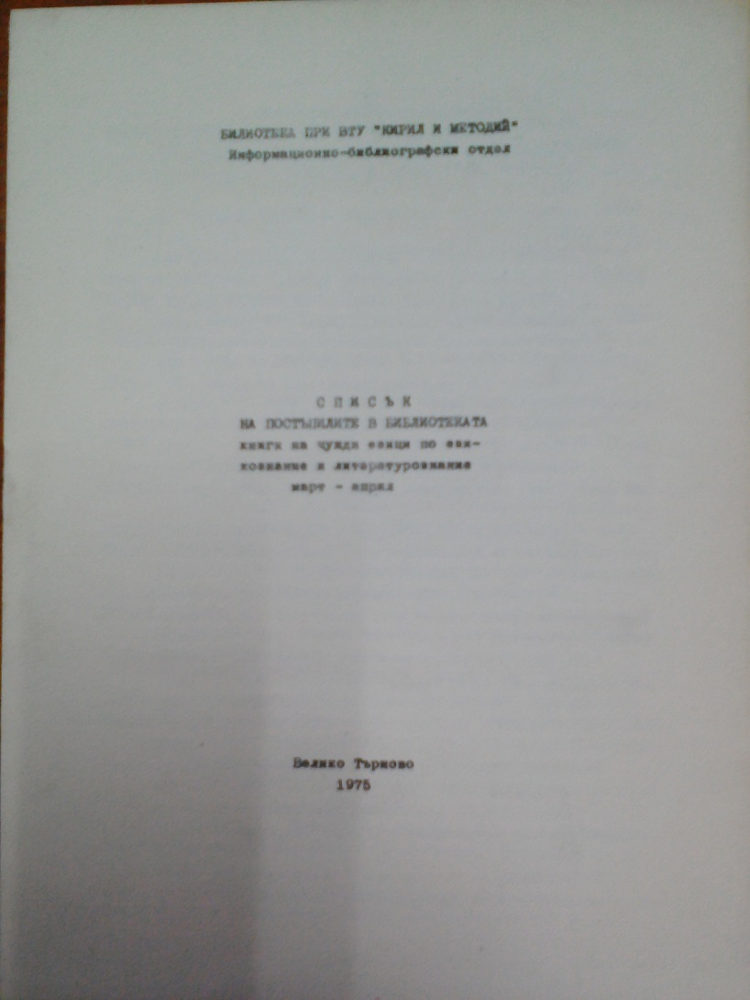 БИЛИОТЕКА ПРИ ВТУ "КИРИЛ И МЕТОДИЙ"
Информационно-библиографски отдел
С П И С Ъ К
НА ПОСТЪПИЛИТЕ В БИБЛИОТЕКАТА
книги на чужди езици по ези-
кознание и литературознание
март - април
Велико Търново
1975